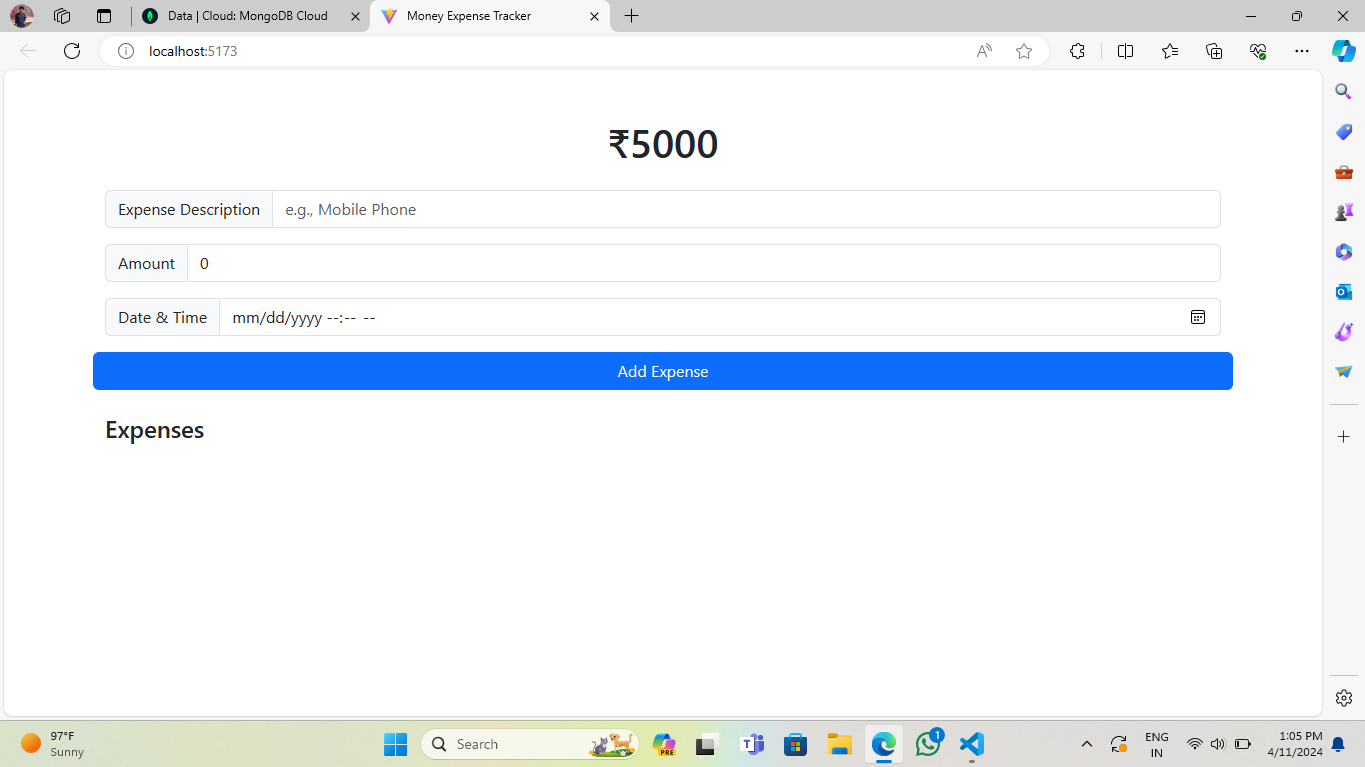 Data | Cloud: MongoDB Cloud
Money Expense Tracker
localhost:5173
₹5000
Expense Description e.g., Mobile Phone
Amount 0
Date & Time mm/dd/yyyy --:-- --
Add Expense
Expenses
97°F
Sunny
Search
PRE
1
ENG
IN
1:05 PM
4/11/2024